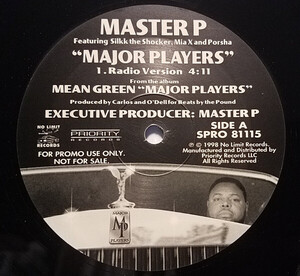 MASTER P
Featuring Silkk the Shocker, Mia X and Porsha
"MAJOR PLAYERS"
1. Radio Version 4:11
From the album
MEAN GREEN "MAJOR PLAYERS"
Produced by Carlos and O'Dell for Beats by the Pound
EXECUTIVE PRODUCER: MASTER P
NO LIMIT
RECORDS
PRIORITY
RECORDS
SIDE A
SPRO 81115
FOR PROMO USE ONLY.
NOT FOR SALE.
℗ © 1998 No Limit Records.
Manufactured and Distributed by
Priority Records LLC
All Rights Reserved
MAJOR
MP
PLAYERS